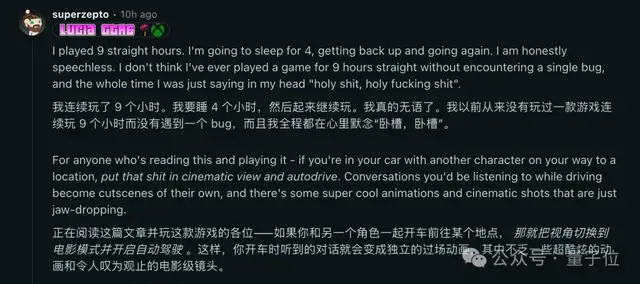 superzepto • 10h ago
LUCIA GTAG
I played 9 straight hours. I'm going to sleep for 4, getting back up and going again. I am honestly
speechless. I don't think I've ever played a game for 9 hours straight without encountering a single bug,
and the whole time I was just saying in my head "holy shit, holy fucking shit".
我连续玩了 9 个小时。我要睡 4 个小时，然后起来继续玩。我真的无语了。我以前从来没有玩过一款游戏连
续玩 9 个小时而没有遇到一个 bug，而且我全程都在心里默念“卧槽，卧槽”。
For anyone who's reading this and playing it - if you're in your car with another character on your way to a
location, put that shit in cinematic view and autodrive. Conversations you'd be listening to while driving
become cutscenes of their own, and there's some super cool animations and cinematic shots that are just
jaw-dropping.
正在阅读这篇文章并玩这款游戏的各位——如果你和另一个角色一起开车前往某个地点， 那就把视角切换到
电影模式并开启自动驾驶 。这样，你开车时听到的对话就会变成独立的过场动画，其中不乏一些超酷炫的动
画和令人叹为观止的电影级镜头。
公众号 · 量子位